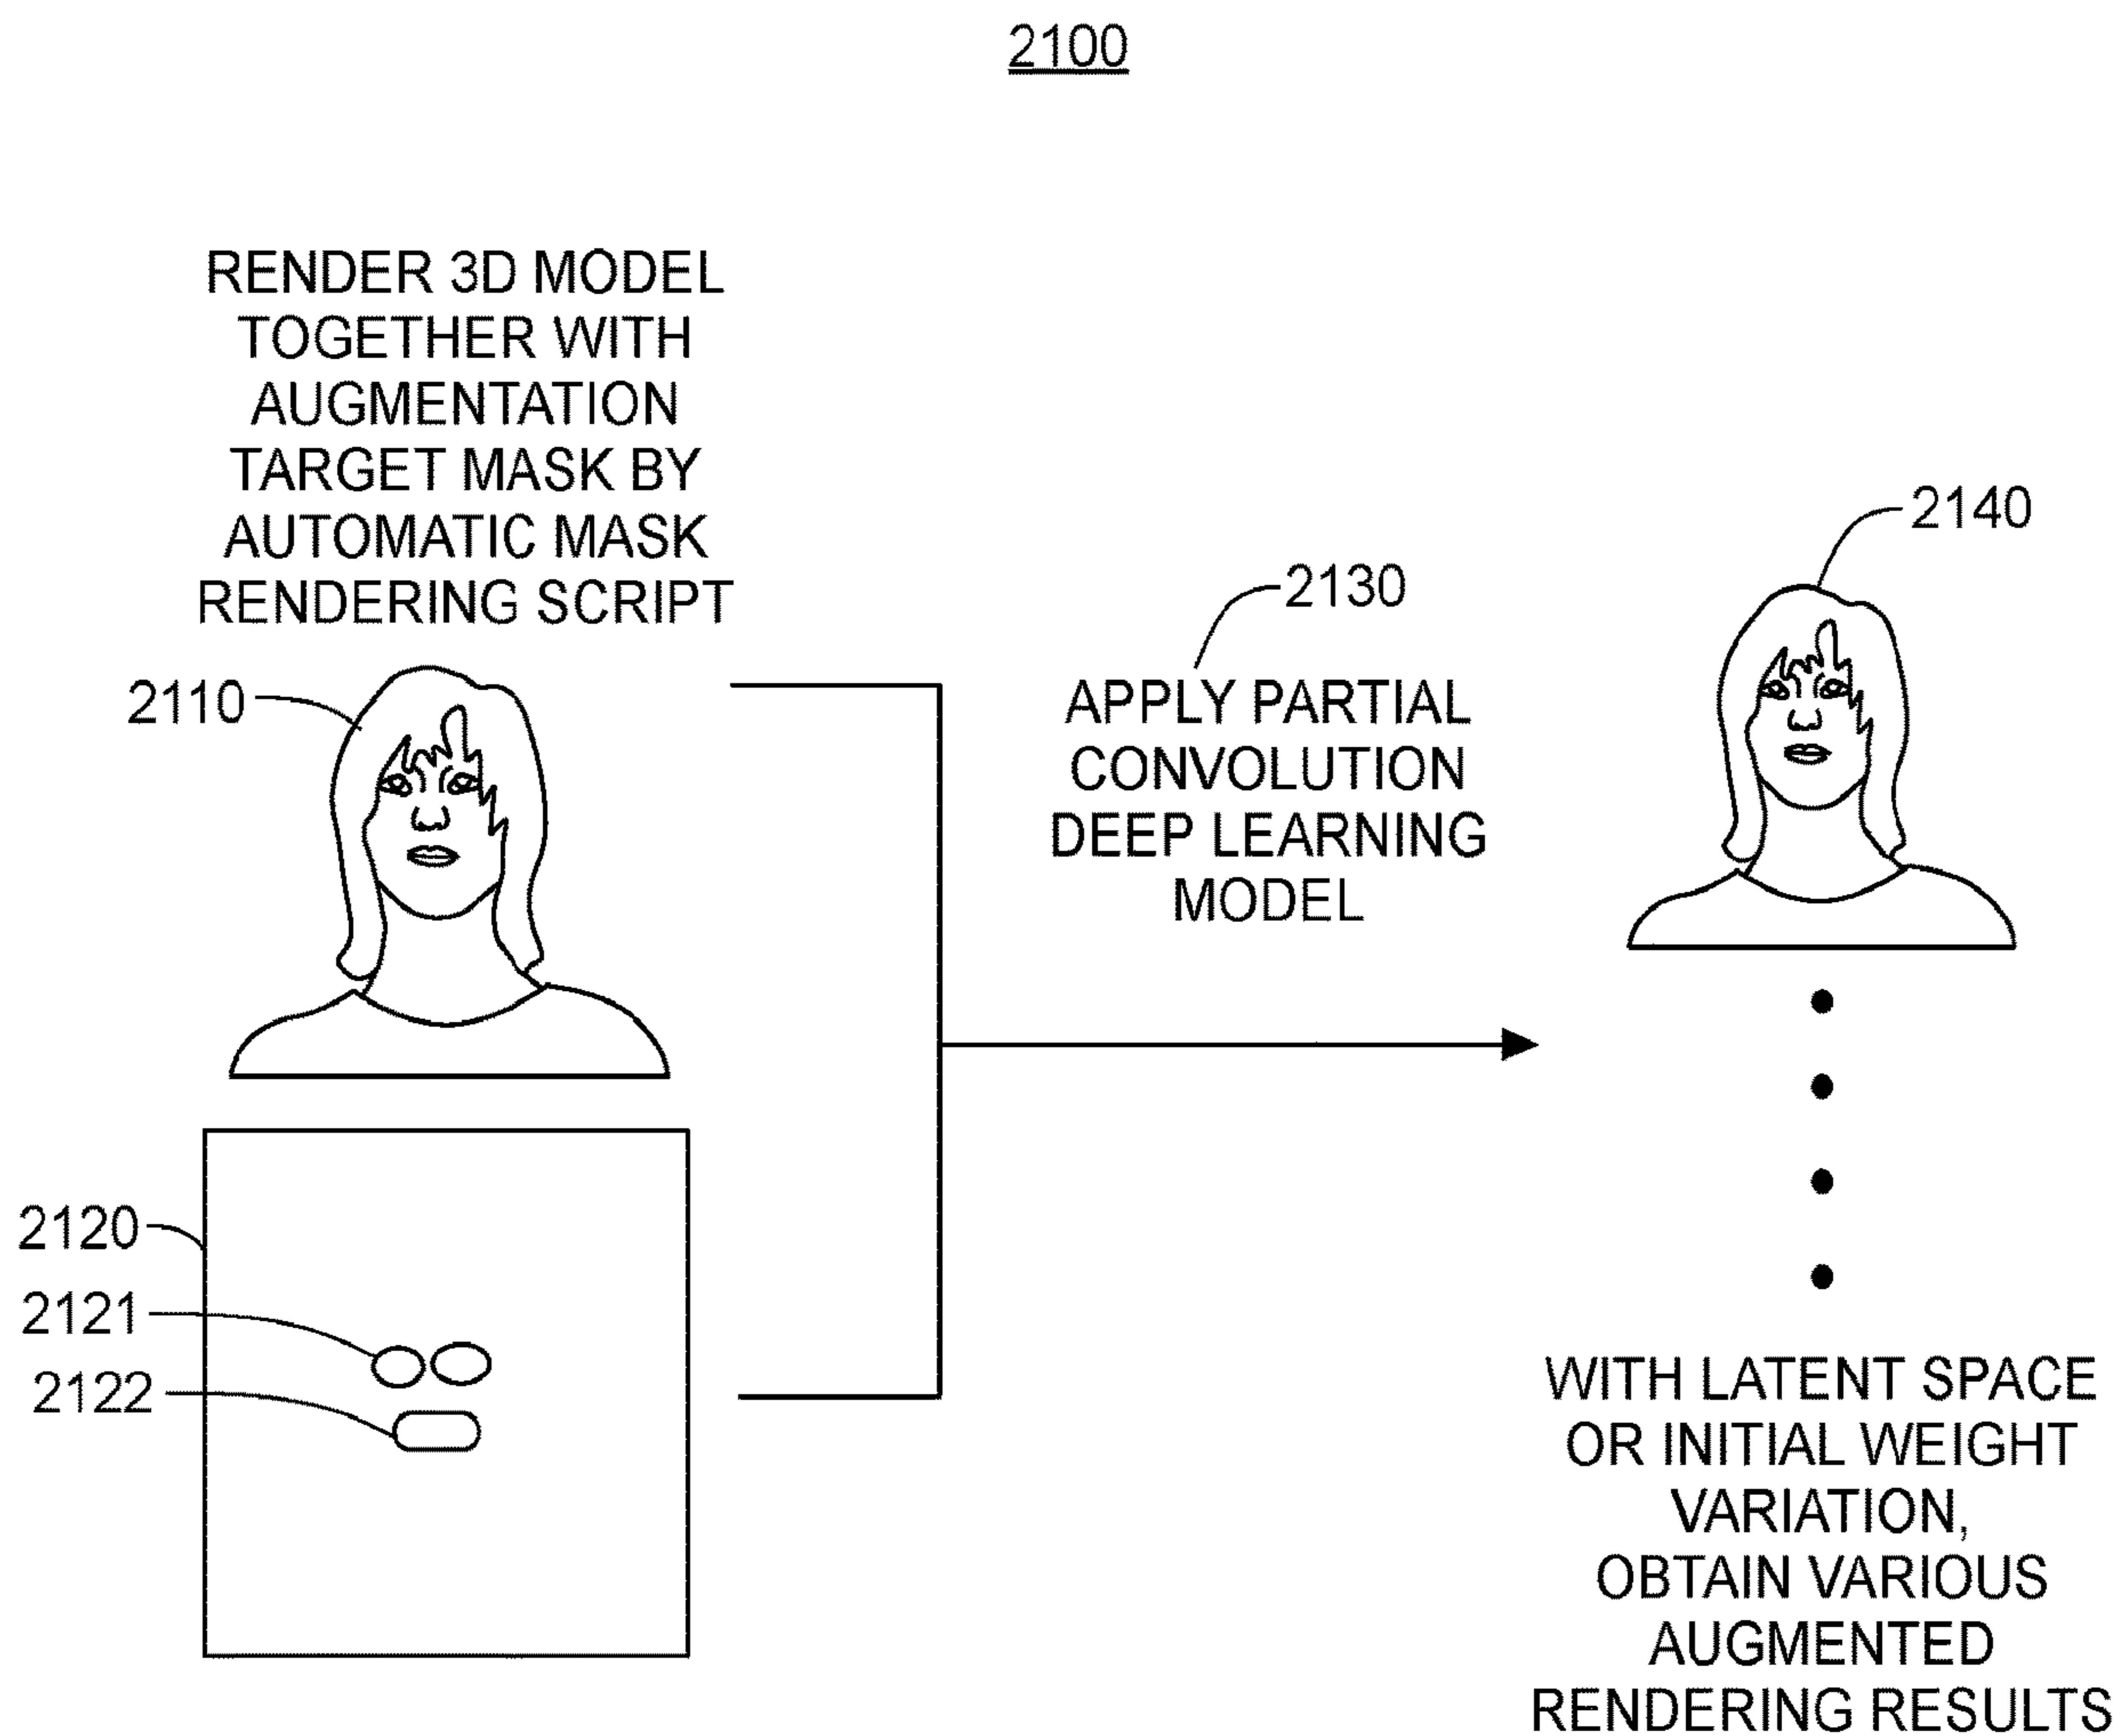 2100
RENDER 3D MODEL
TOGETHER WITH
AUGMENTATION
TARGET MASK BY
AUTOMATIC MASK
RENDERING SCRIPT
2110
2120
2121
2122
2130
APPLY PARTIAL
CONVOLUTION
DEEP LEARNING
MODEL
2140
WITH LATENT SPACE
OR INITIAL WEIGHT
VARIATION,
OBTAIN VARIOUS
AUGMENTED
RENDERING RESULTS